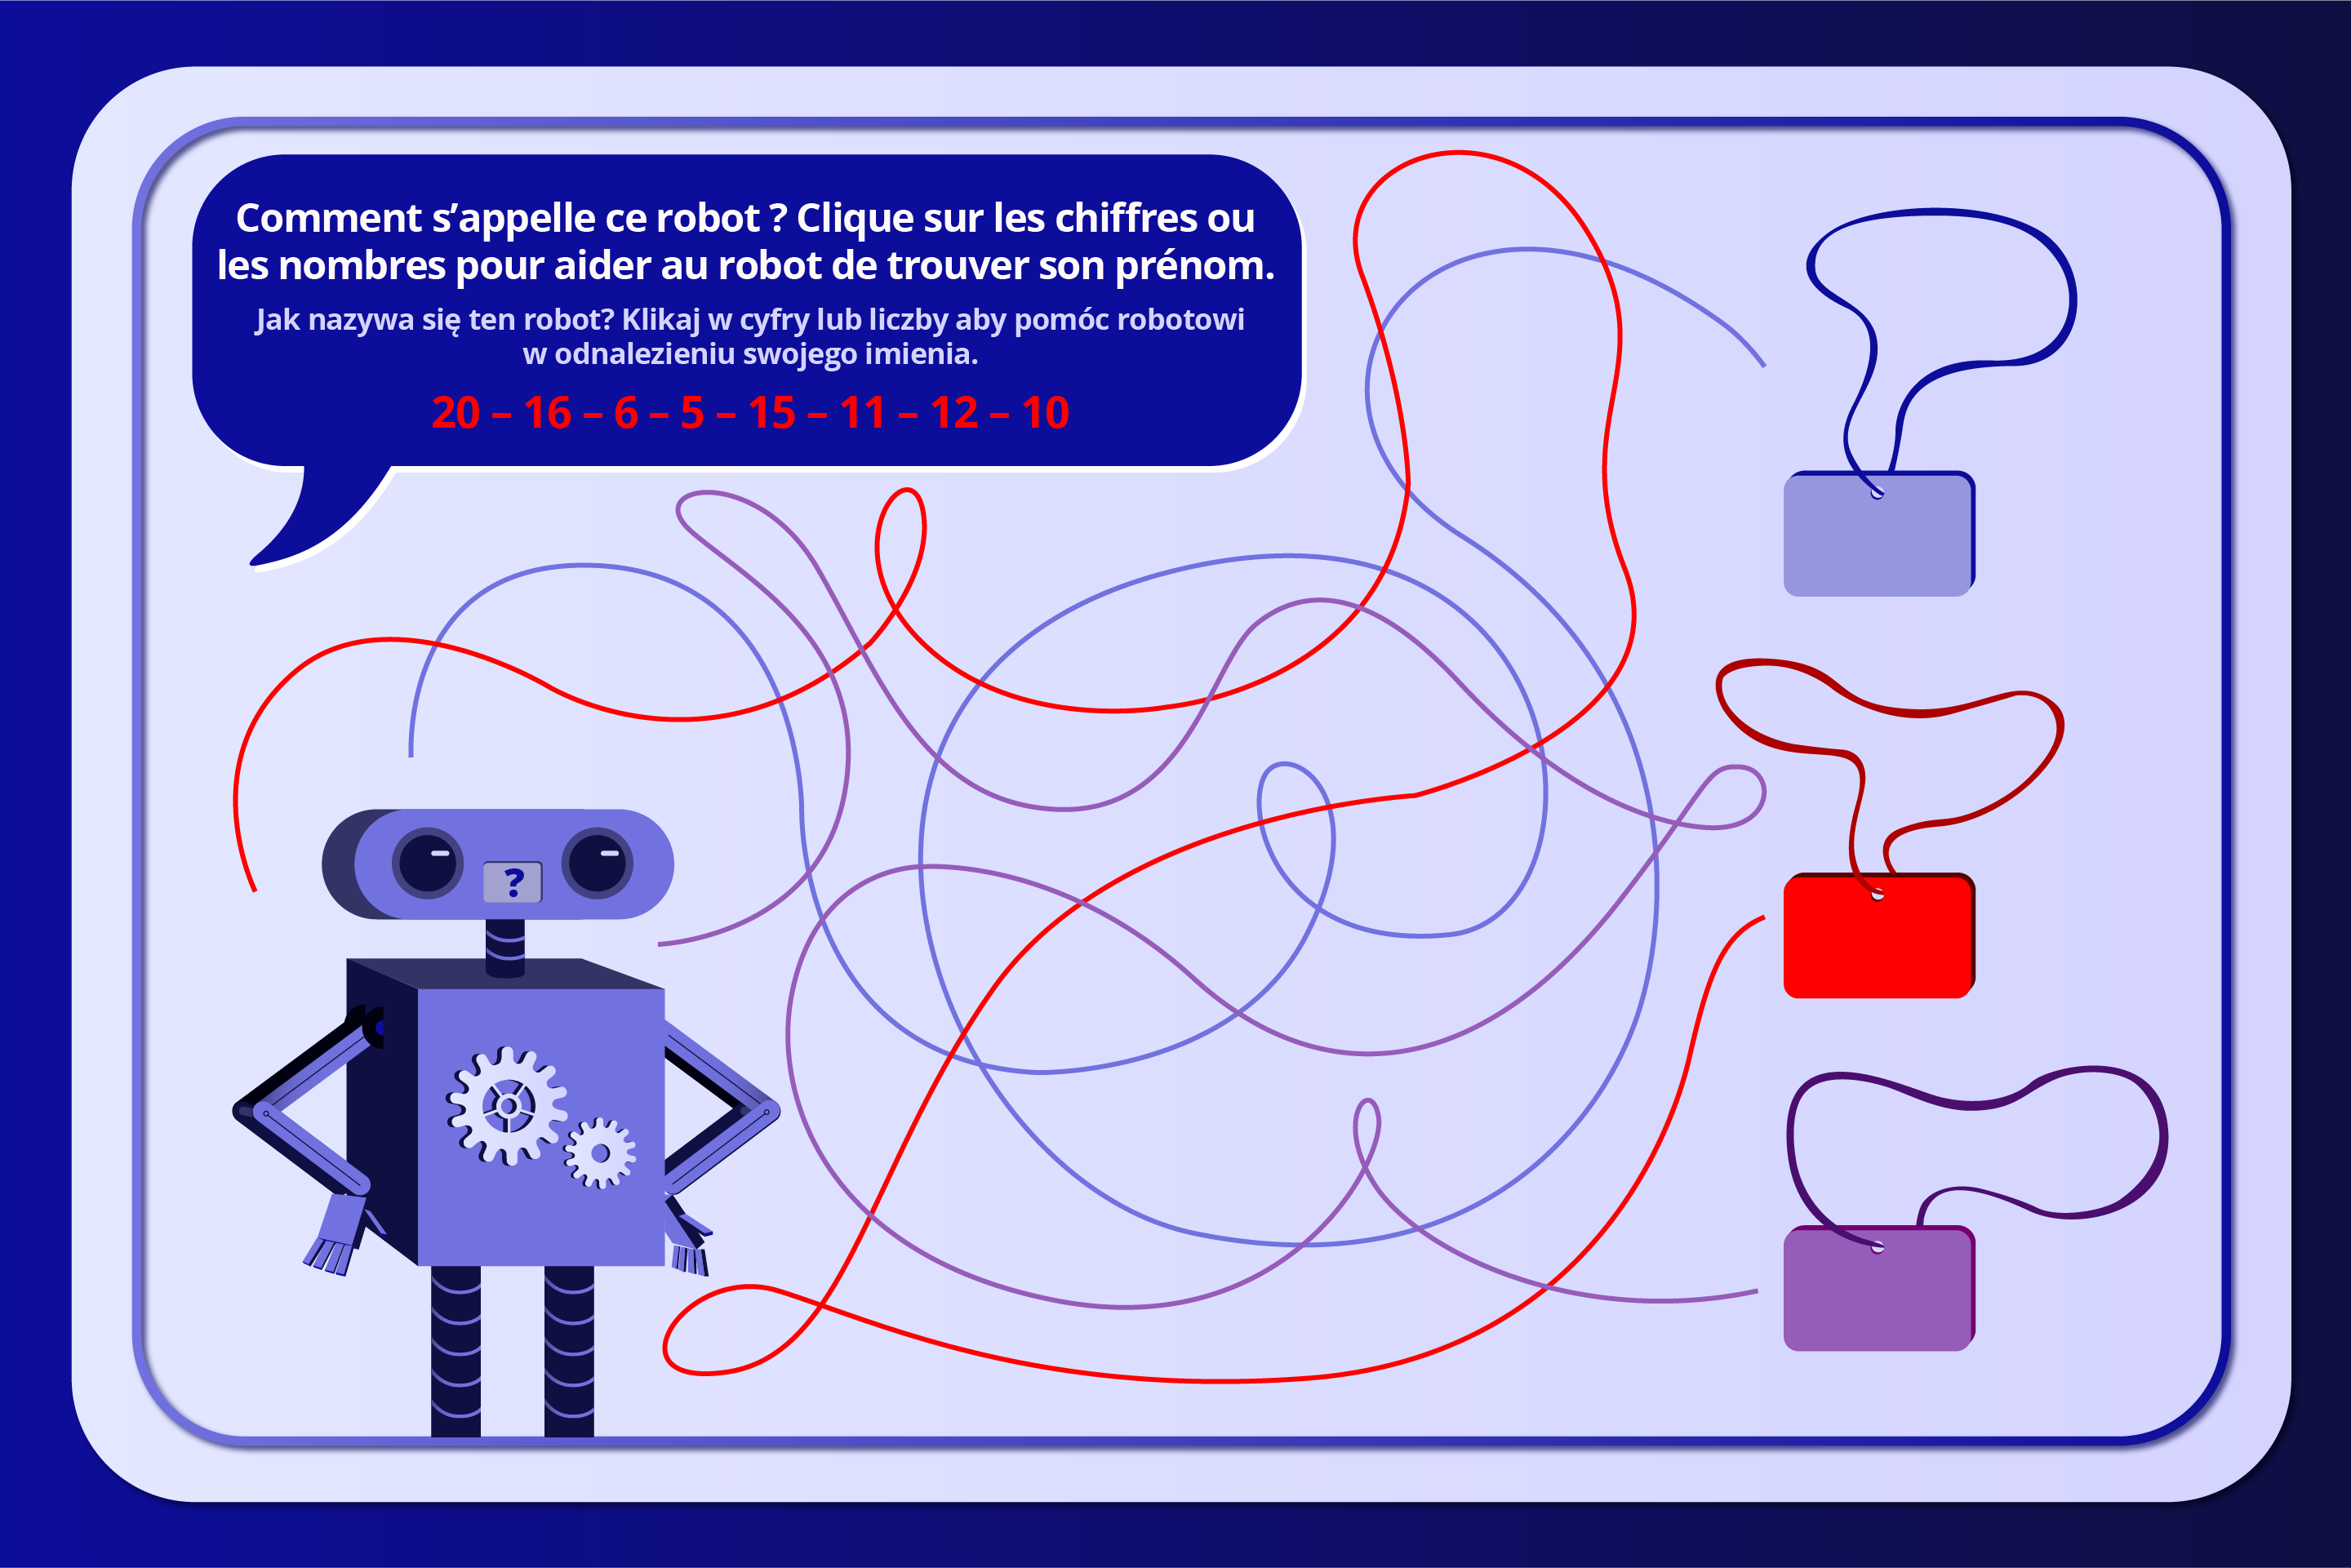 Comment s’appelle ce robot ? Clique sur les chiffres ou
les nombres pour aider au robot de trouver son prénom.
Jak nazywa się ten robot? Klikaj w cyfry lub liczby aby pomóc robotowi
w odnalezieniu swojego imienia.
20 – 16 – 6 – 5 – 15 – 11 – 12 – 10
?